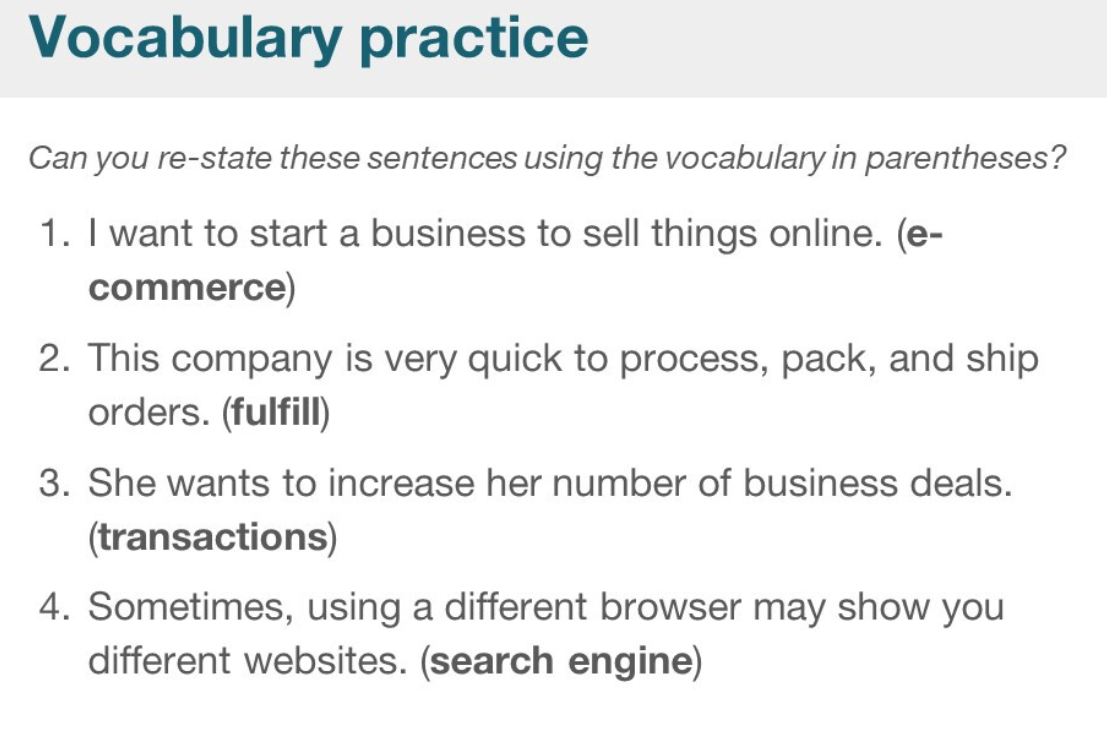 Vocabulary practice
Can you re-state these sentences using the vocabulary in parentheses?
1. I want to start a business to sell things online. (e-
commerce)
2. This company is very quick to process, pack, and ship
orders. (fulfill)
3. She wants to increase her number of business deals.
(transactions)
4. Sometimes, using a different browser may show you
different websites. (search engine)